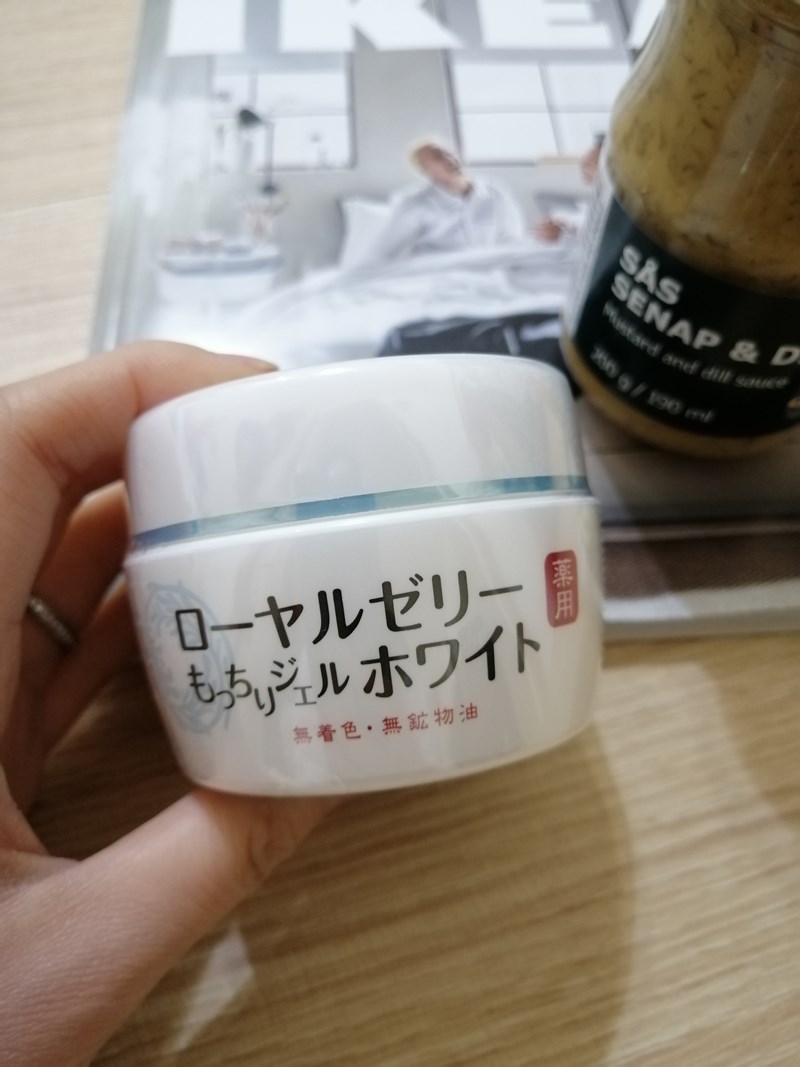 IKEA
SÅS
SENAP & D
Mustard and dill sauce
ローヤルゼリー
もっちりジェル ホワイト
薬用
無着色・無鉱物油